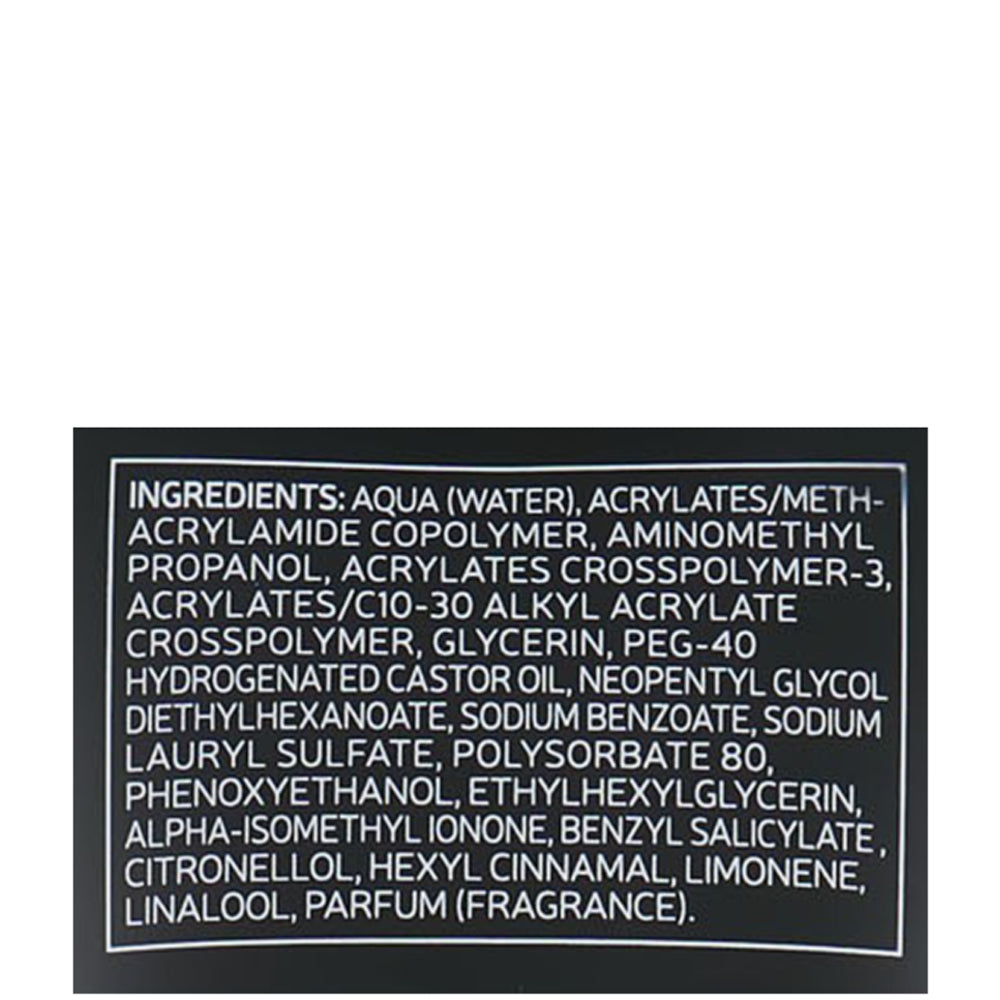 INGREDIENTS: AQUA (WATER), ACRYLATES/METH-
ACRYLAMIDE COPOLYMER, AMINOMETHYL
PROPANOL, ACRYLATES CROSSPOLYMER-3,
ACRYLATES/C10-30 ALKYL ACRYLATE
CROSSPOLYMER, GLYCERIN, PEG-40
HYDROGENATED CASTOR OIL, NEOPENTYL GLYCOL
DIETHYLHEXANOATE, SODIUM BENZOATE, SODIUM
LAURYL SULFATE, POLYSORBATE 80,
PHENOXYETHANOL, ETHYLHEXYLGLYCERIN,
ALPHA-ISOMETHYL IONONE, BENZYL SALICYLATE ,
CITRONELLOL, HEXYL CINNAMAL, LIMONENE,
LINALOOL, PARFUM (FRAGRANCE).